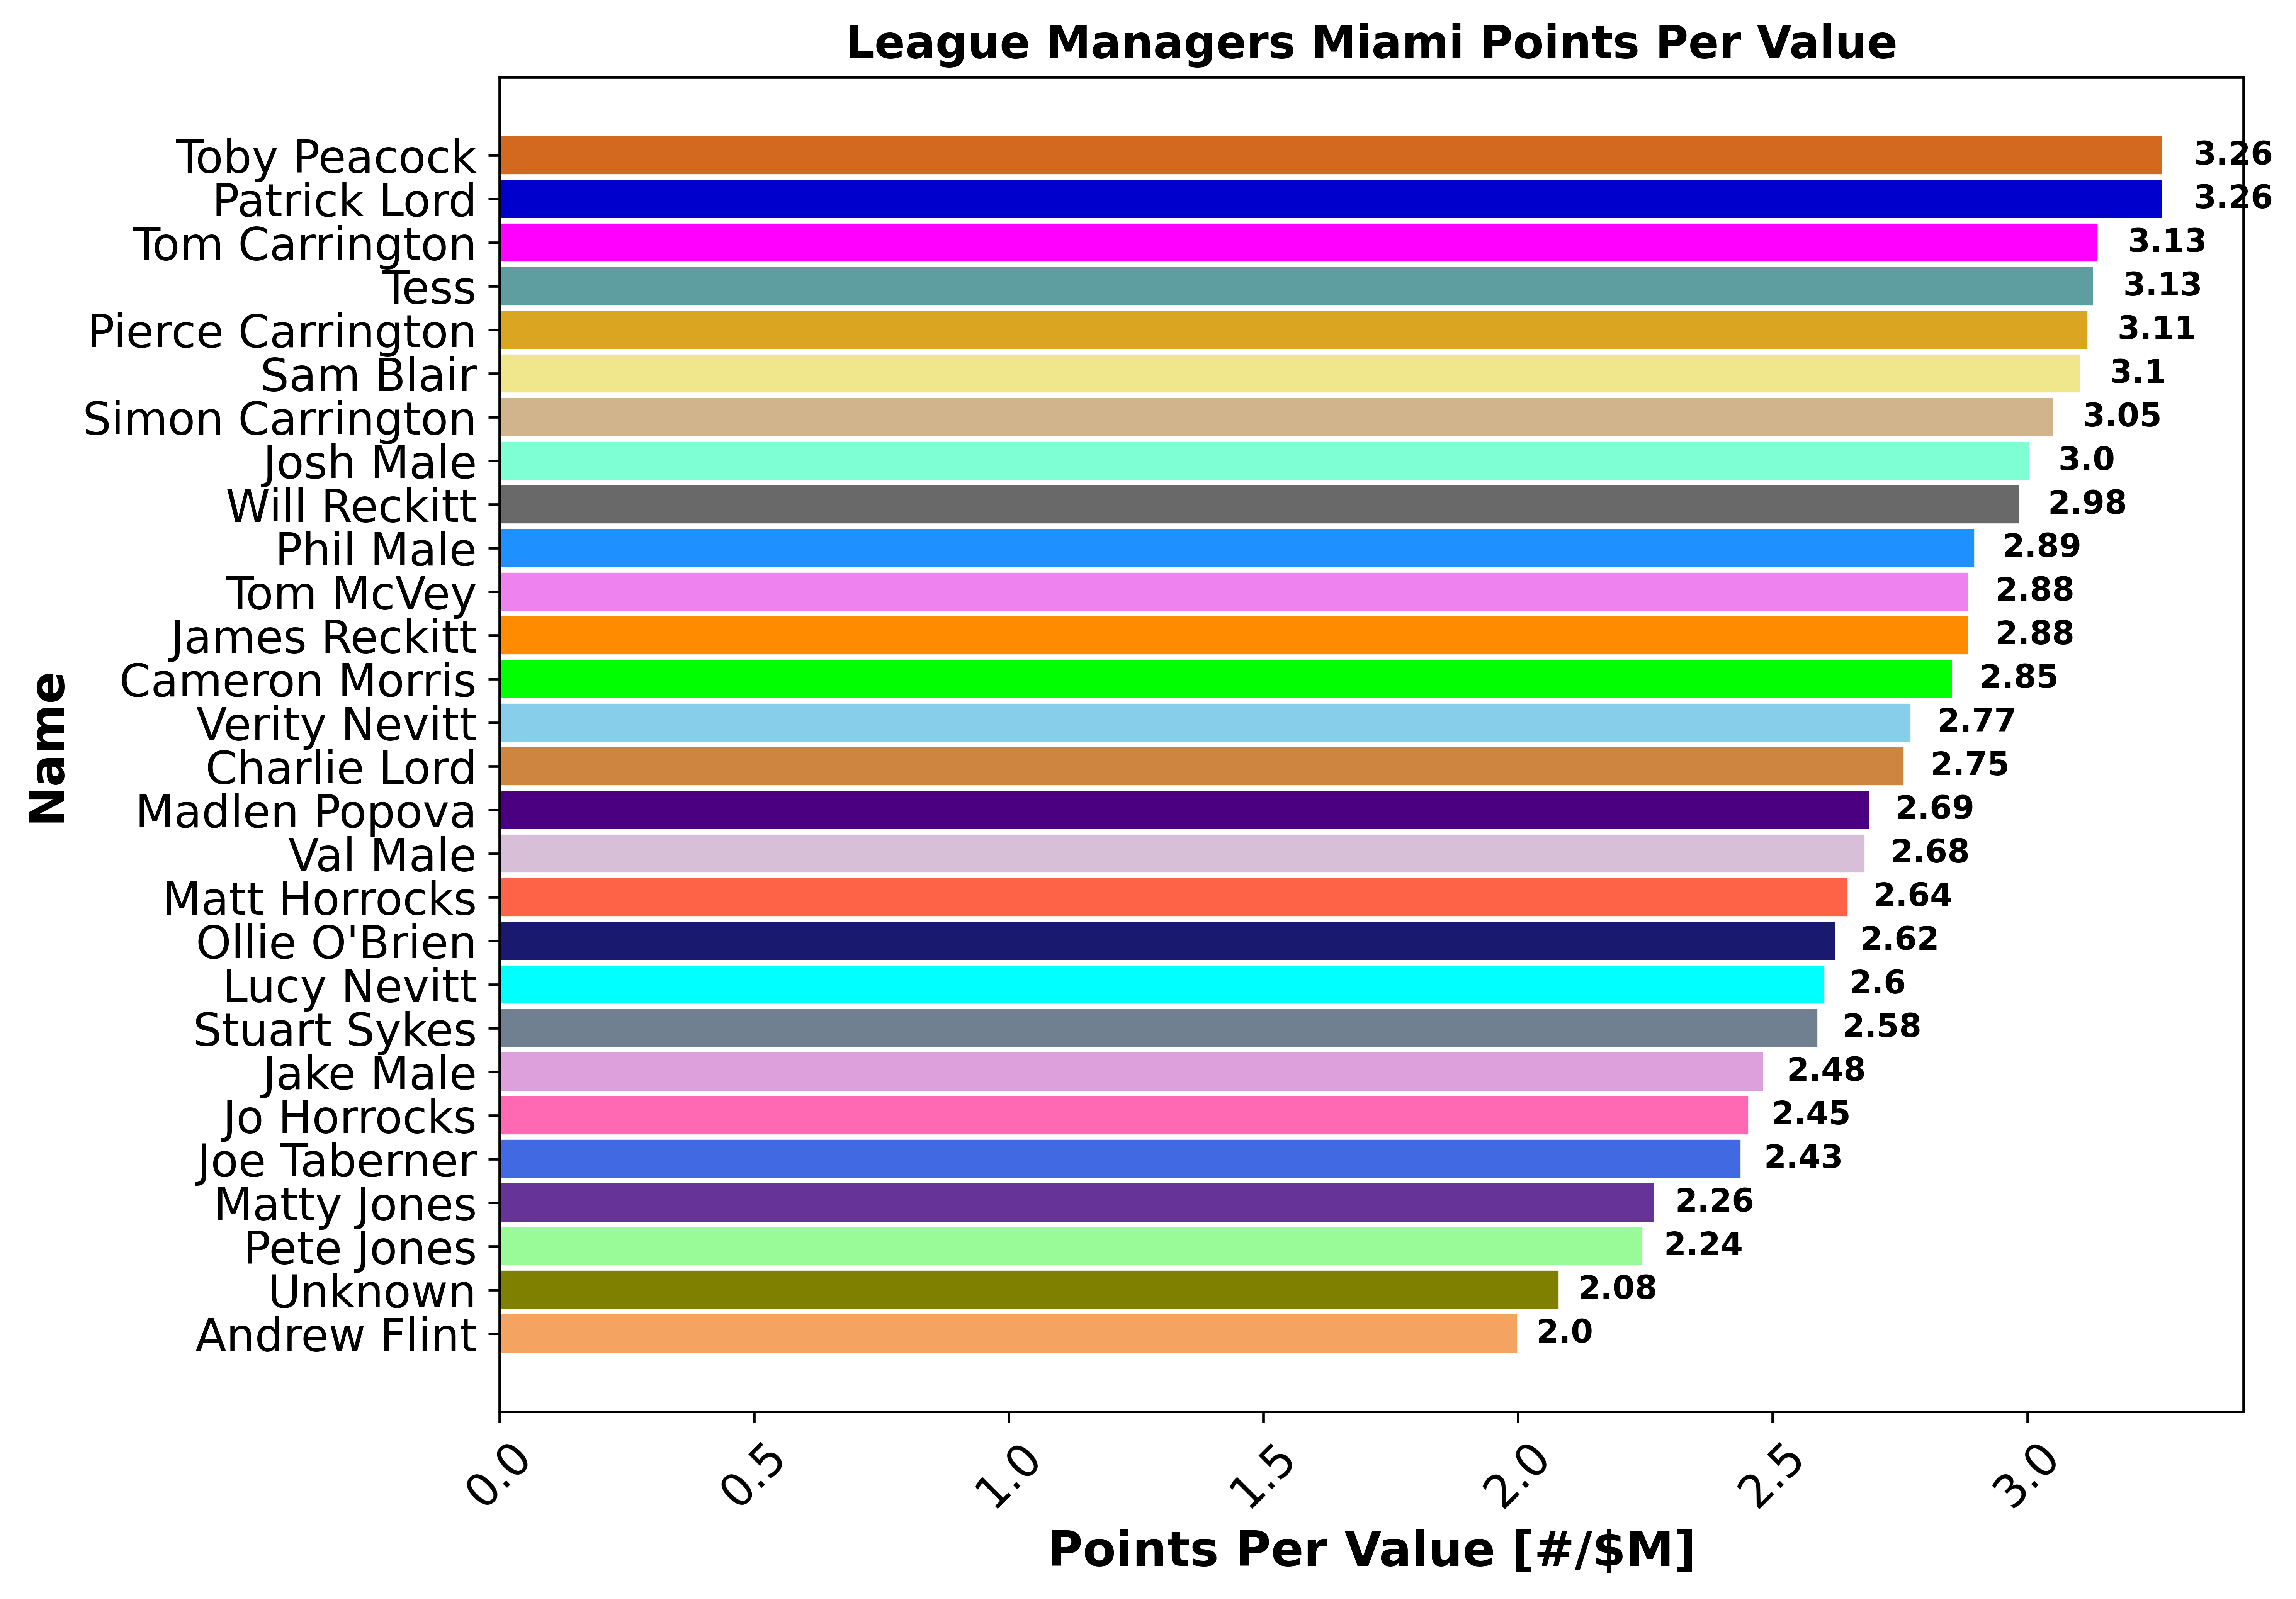 League Managers Miami Points Per Value
Toby Peacock 3.26
Patrick Lord 3.26
Tom Carrington 3.13
Tess 3.13
Pierce Carrington 3.11
Sam Blair 3.1
Simon Carrington 3.05
Josh Male 3.0
Will Reckitt 2.98
Phil Male 2.89
Tom McVey 2.88
James Reckitt 2.88
Cameron Morris 2.85
Verity Nevitt 2.77
Charlie Lord 2.75
Madlen Popova 2.69
Val Male 2.68
Matt Horrocks 2.64
Ollie O'Brien 2.62
Lucy Nevitt 2.6
Stuart Sykes 2.58
Jake Male 2.48
Jo Horrocks 2.45
Joe Taberner 2.43
Matty Jones 2.26
Pete Jones 2.24
Unknown 2.08
Andrew Flint 2.0
Name
0.0 0.5 1.0 1.5 2.0 2.5 3.0
Points Per Value [#/$M]